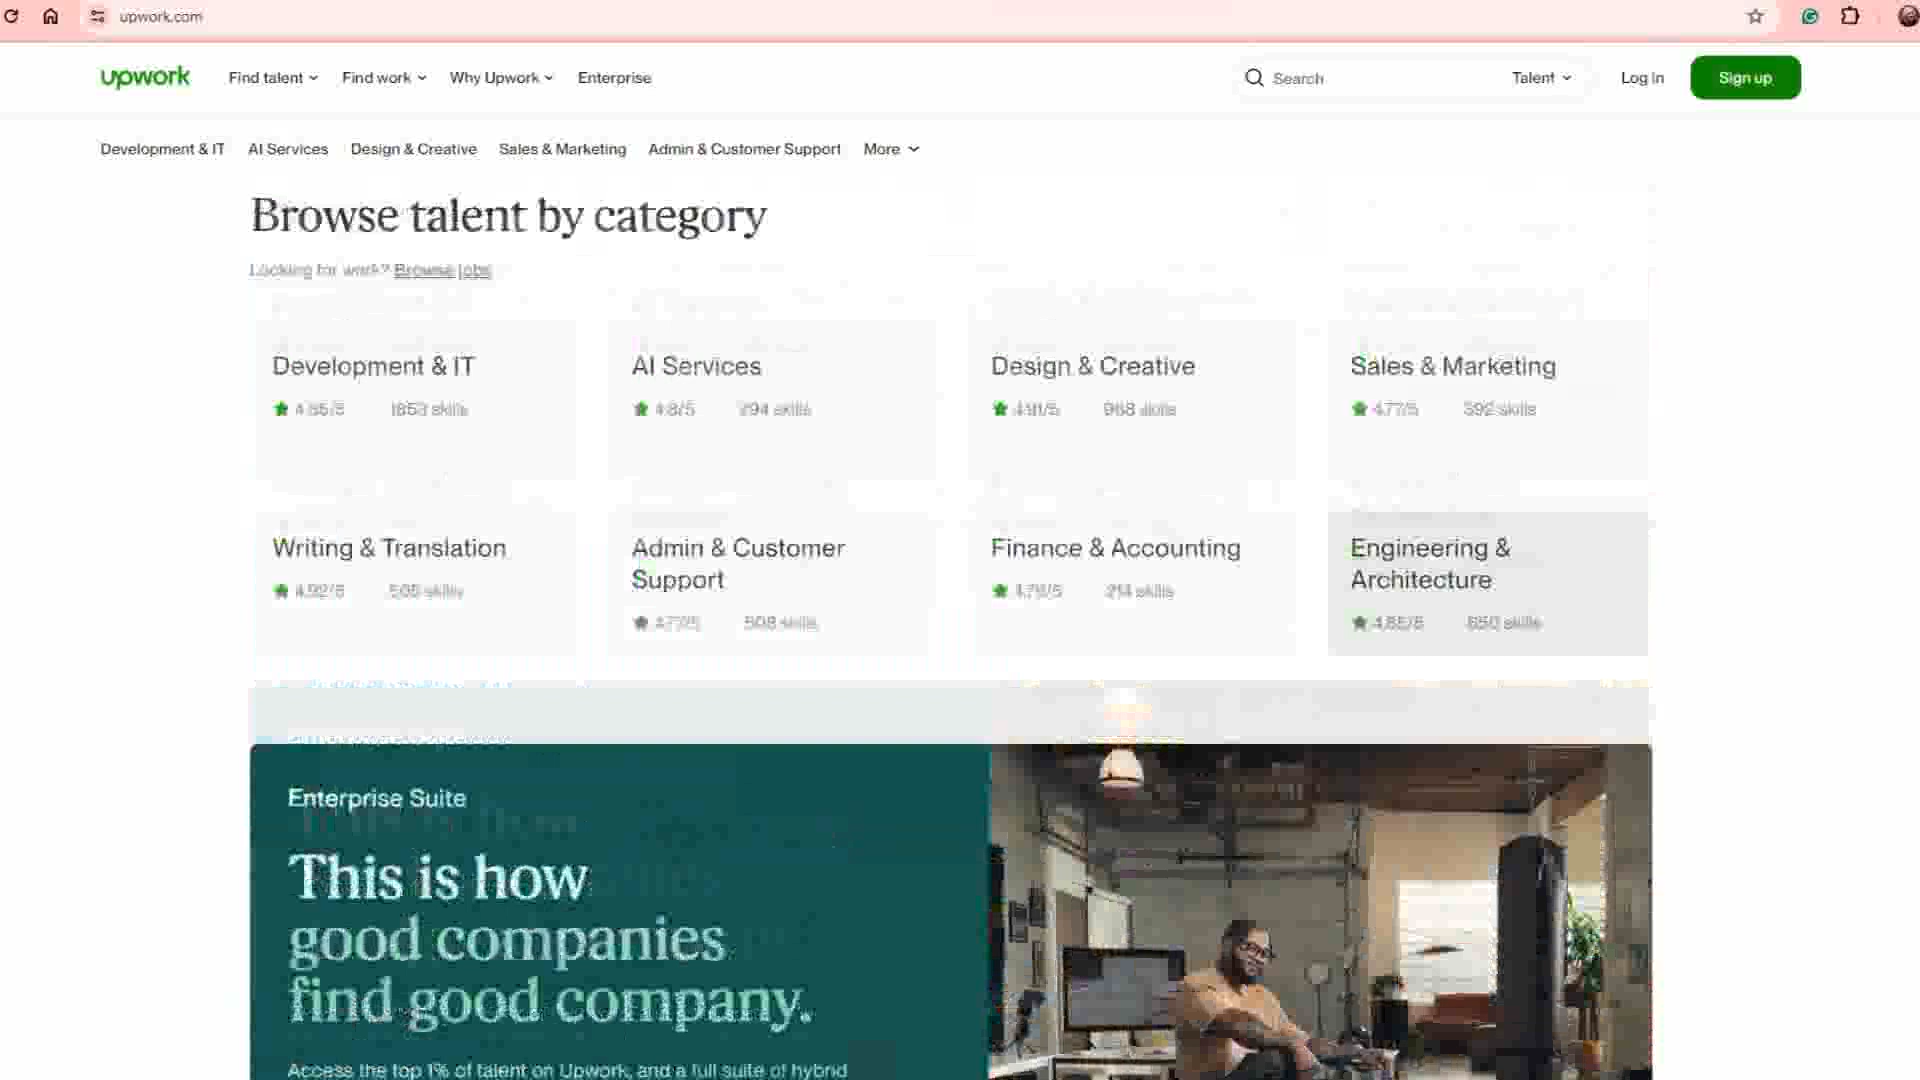 upwork.com
upwork Find talent Find work Why Upwork Enterprise Search Talent Log in Sign up
Development & IT AI Services Design & Creative Sales & Marketing Admin & Customer Support More
Browse talent by category
Looking for work? Browse jobs
Development & IT AI Services Design & Creative Sales & Marketing
4.85/5 1853 skills 4.8/5 294 skills 4.91/5 968 skills 4.77/5 392 skills
Writing & Translation Admin & Customer Support Finance & Accounting Engineering & Architecture
4.92/5 505 skills 4.77/5 508 skills 4.79/5 214 skills 4.85/5 650 skills
Enterprise Suite
This is how
good companies
find good company.
Access the top 1% of talent on Upwork, and a full suite of hybrid